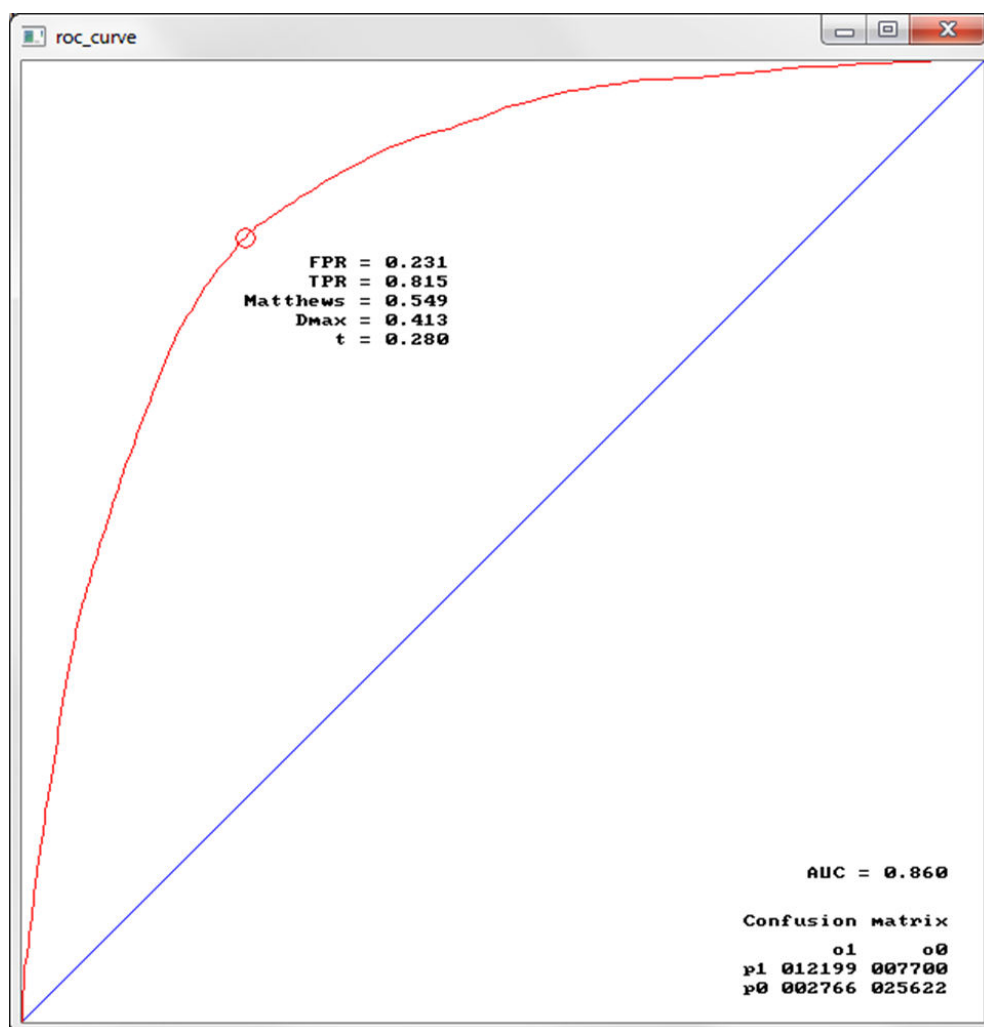 roc_curve
FPR = 0.231
TPR = 0.815
Matthews = 0.549
Dmax = 0.413
t = 0.280
AUC = 0.860
Confusion matrix
o1 o0
p1 012199 007700
p0 002766 025622